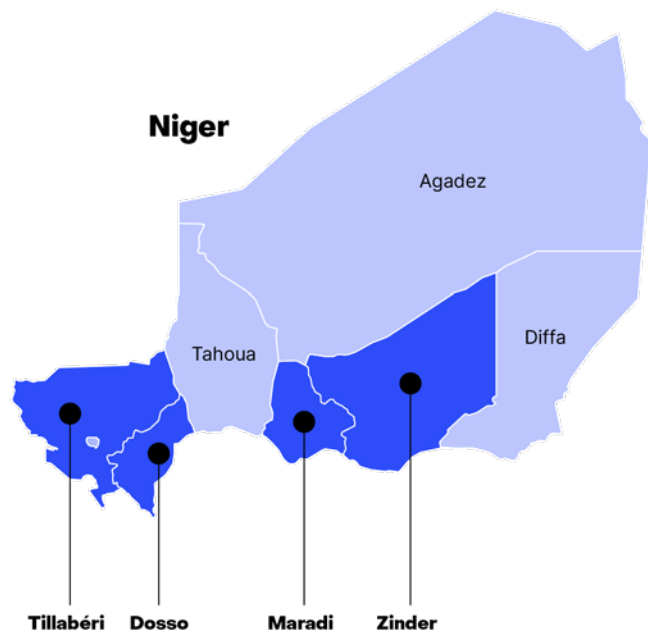 Niger
Agadez
Diffa
Tahoua
Tillabéri
Dosso
Maradi
Zinder